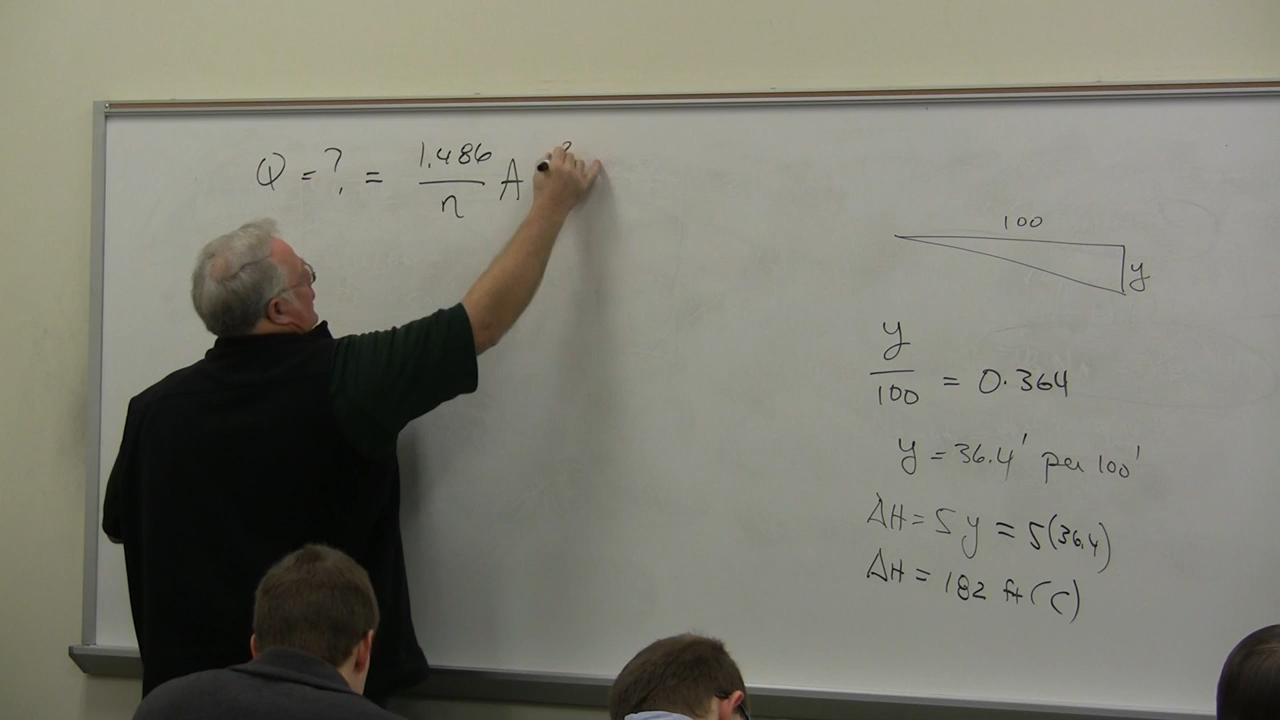 Q = ? = 1.486/n A
100
y
y/100 = 0.364
y = 36.4' per 100'
ΔH = 5y = 5(36.4)
ΔH = 182 ft (C)